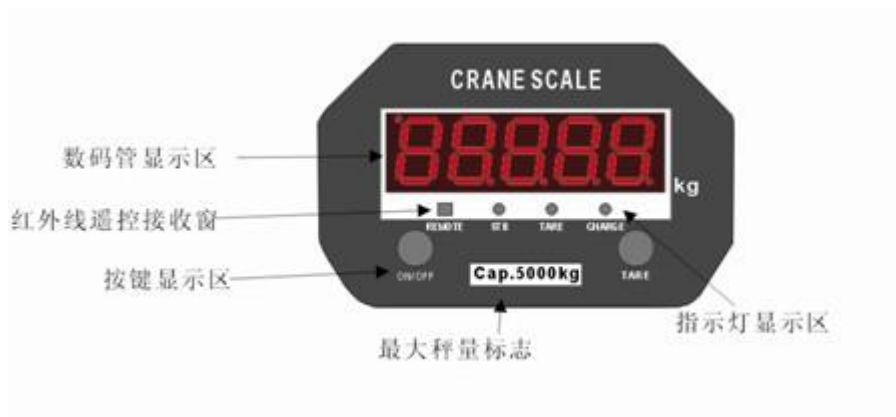 CRANE SCALE
88888
数码管显示区
kg
红外线遥控接收窗
REMOTE STB TARE CHARGE
按键显示区
ON/OFF
Cap.5000kg
TARE
指示灯显示区
最大秤量标志